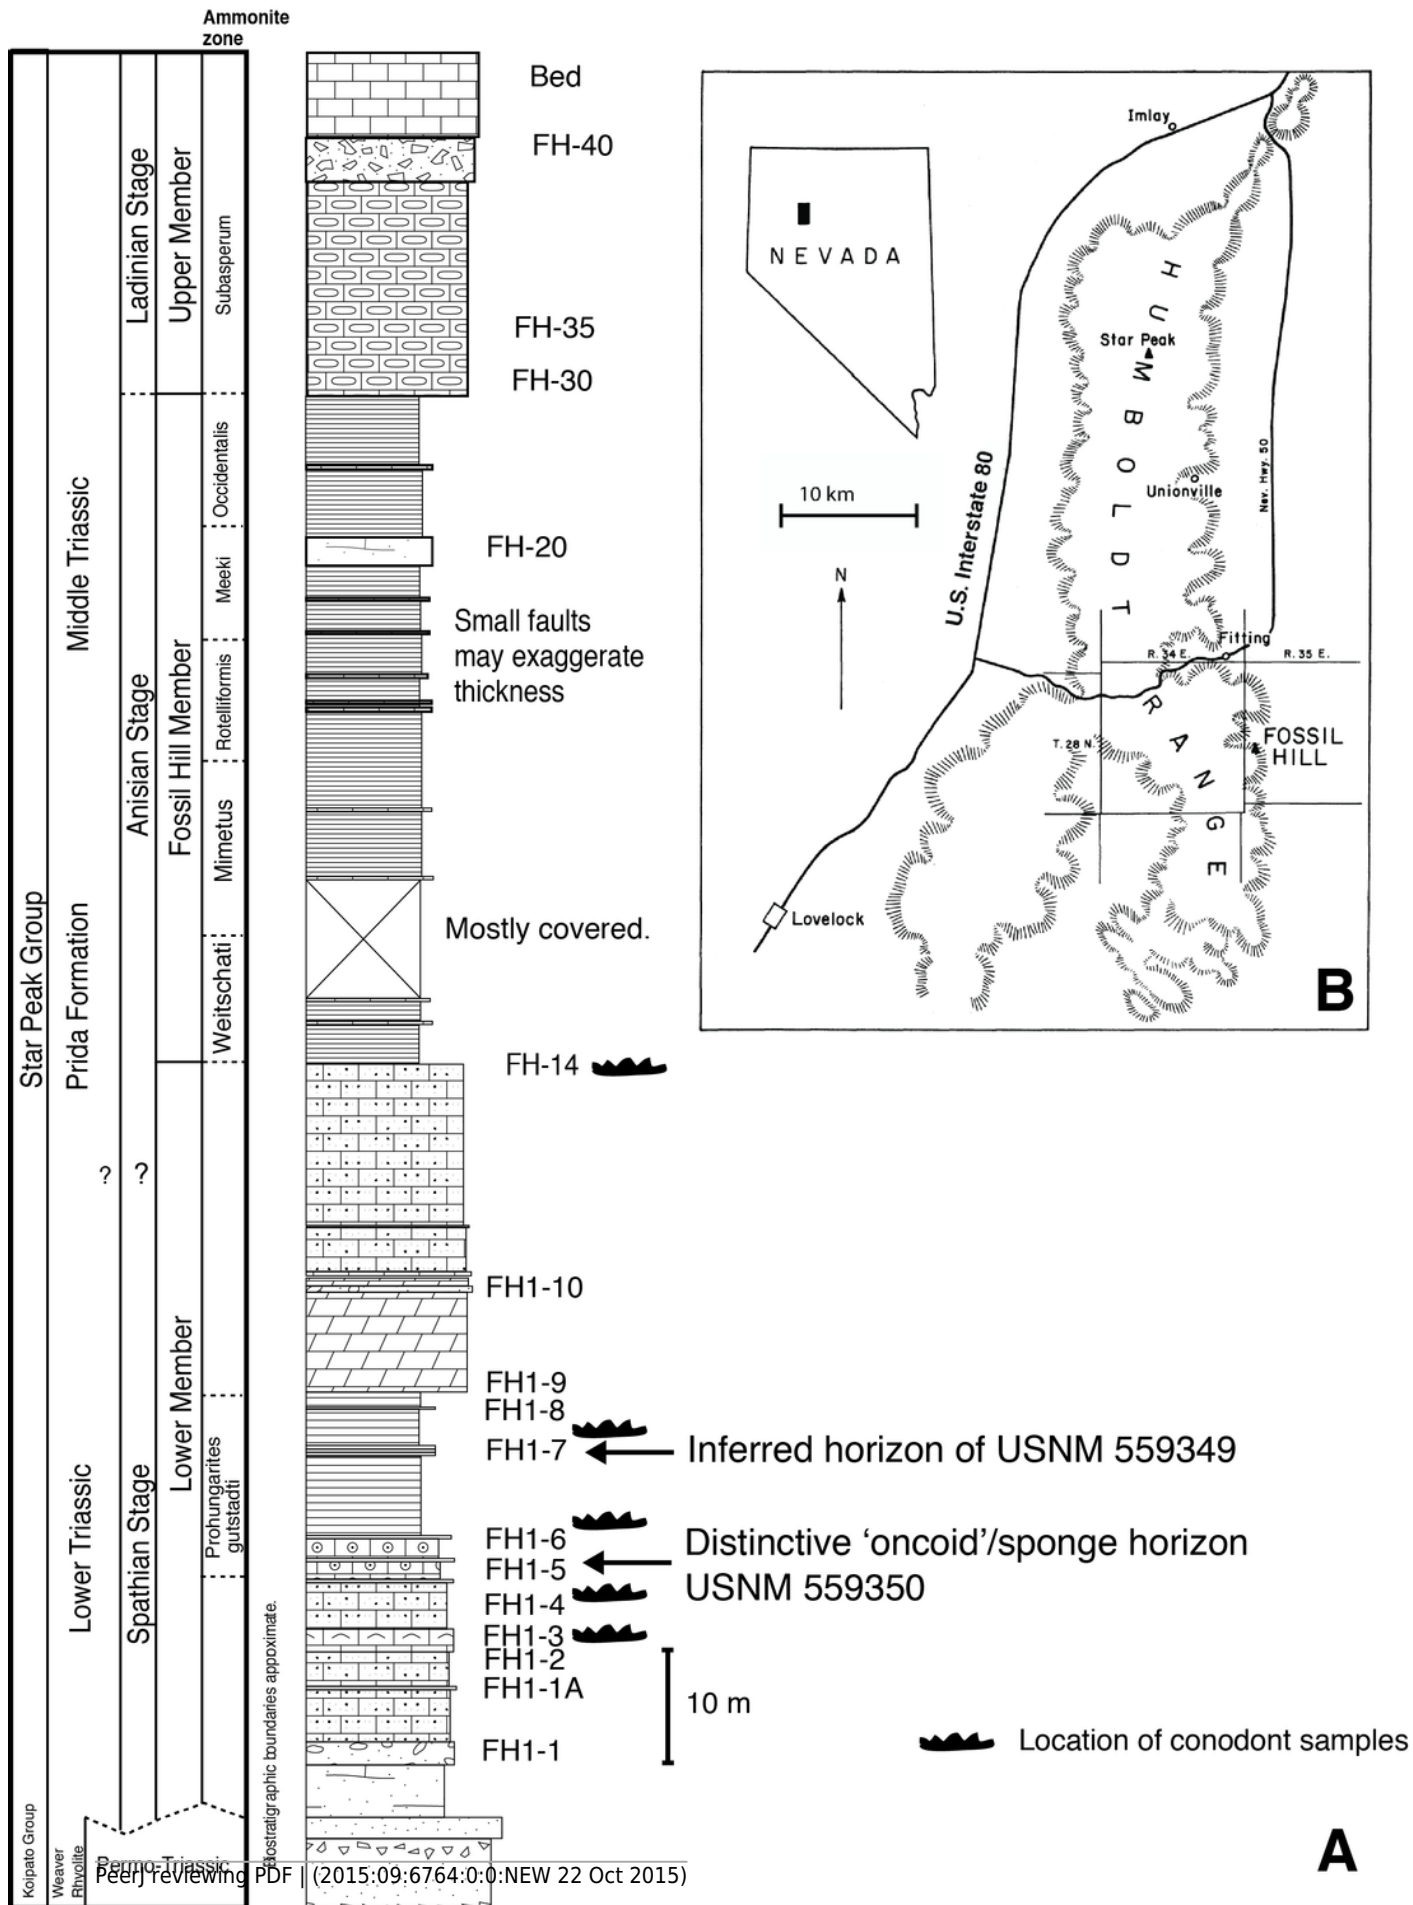 Ammonite
zone
Star Peak Group
Koipato Group
Middle Triassic
Prida Formation
?
Lower Triassic
Weaver
Rhyolite
Ladinian Stage
Anisian Stage
?
Spathian Stage
Permo-Triassic
Upper Member
Fossil Hill Member
Lower Member
Subasperum
Occidentalis
Meeki
Rotelliformis
Mimetus
Weitschati
Prohungarites
gutstadti
Biostratigraphic boundaries appoximate.
Bed
FH-40
FH-35
FH-30
FH-20
Small faults
may exaggerate
thickness
Mostly covered.
FH-14
FH1-10
FH1-9
FH1-8
FH1-7
Inferred horizon of USNM 559349
FH1-6
Distinctive ‘oncoid’/sponge horizon
FH1-5
USNM 559350
FH1-4
FH1-3
FH1-2
FH1-1A
10 m
FH1-1
Location of conodont samples
A
Imlay
NEVADA
HUMBOLDT
Star Peak
10 km
Unionville
Nev. Hwy. 50
U.S. Interstate 80
N
Fitting
R. 34 E.
R. 35 E.
RANGE
T. 28 N.
FOSSIL
HILL
Lovelock
B
PeerJ reviewing PDF | (2015:09:6764:0:0:NEW 22 Oct 2015)